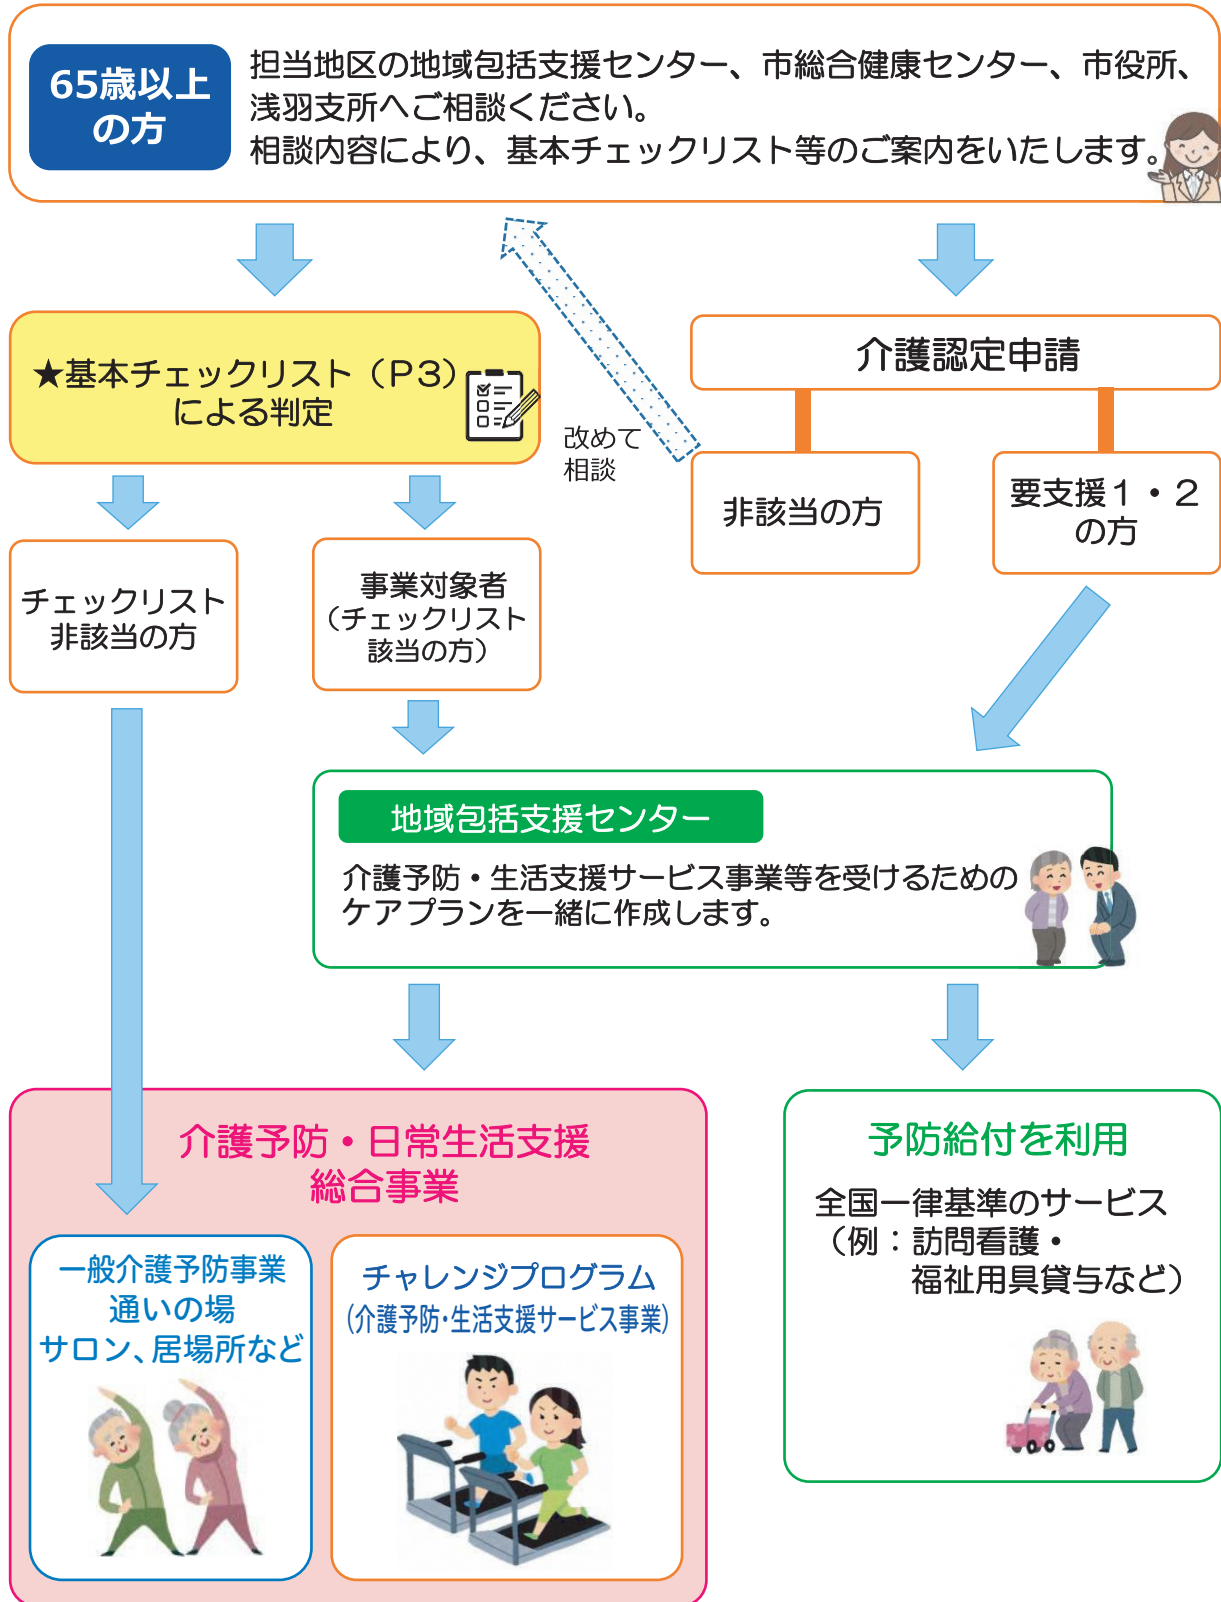 65歳以上
の方
担当地区の地域包括支援センター、市総合健康センター、市役所、
浅羽支所へご相談ください。
相談内容により、基本チェックリスト等のご案内をいたします。
★基本チェックリスト（P3）
による判定
改めて
相談
介護認定申請
非該当の方
要支援１・２
の方
チェックリスト
非該当の方
事業対象者
（チェックリスト
該当の方）
地域包括支援センター
介護予防・生活支援サービス事業等を受けるための
ケアプランを一緒に作成します。
介護予防・日常生活支援
総合事業
一般介護予防事業
通いの場
サロン、居場所など
チャレンジプログラム
(介護予防･生活支援サービス事業)
予防給付を利用
全国一律基準のサービス
（例：訪問看護・
福祉用具貸与など）